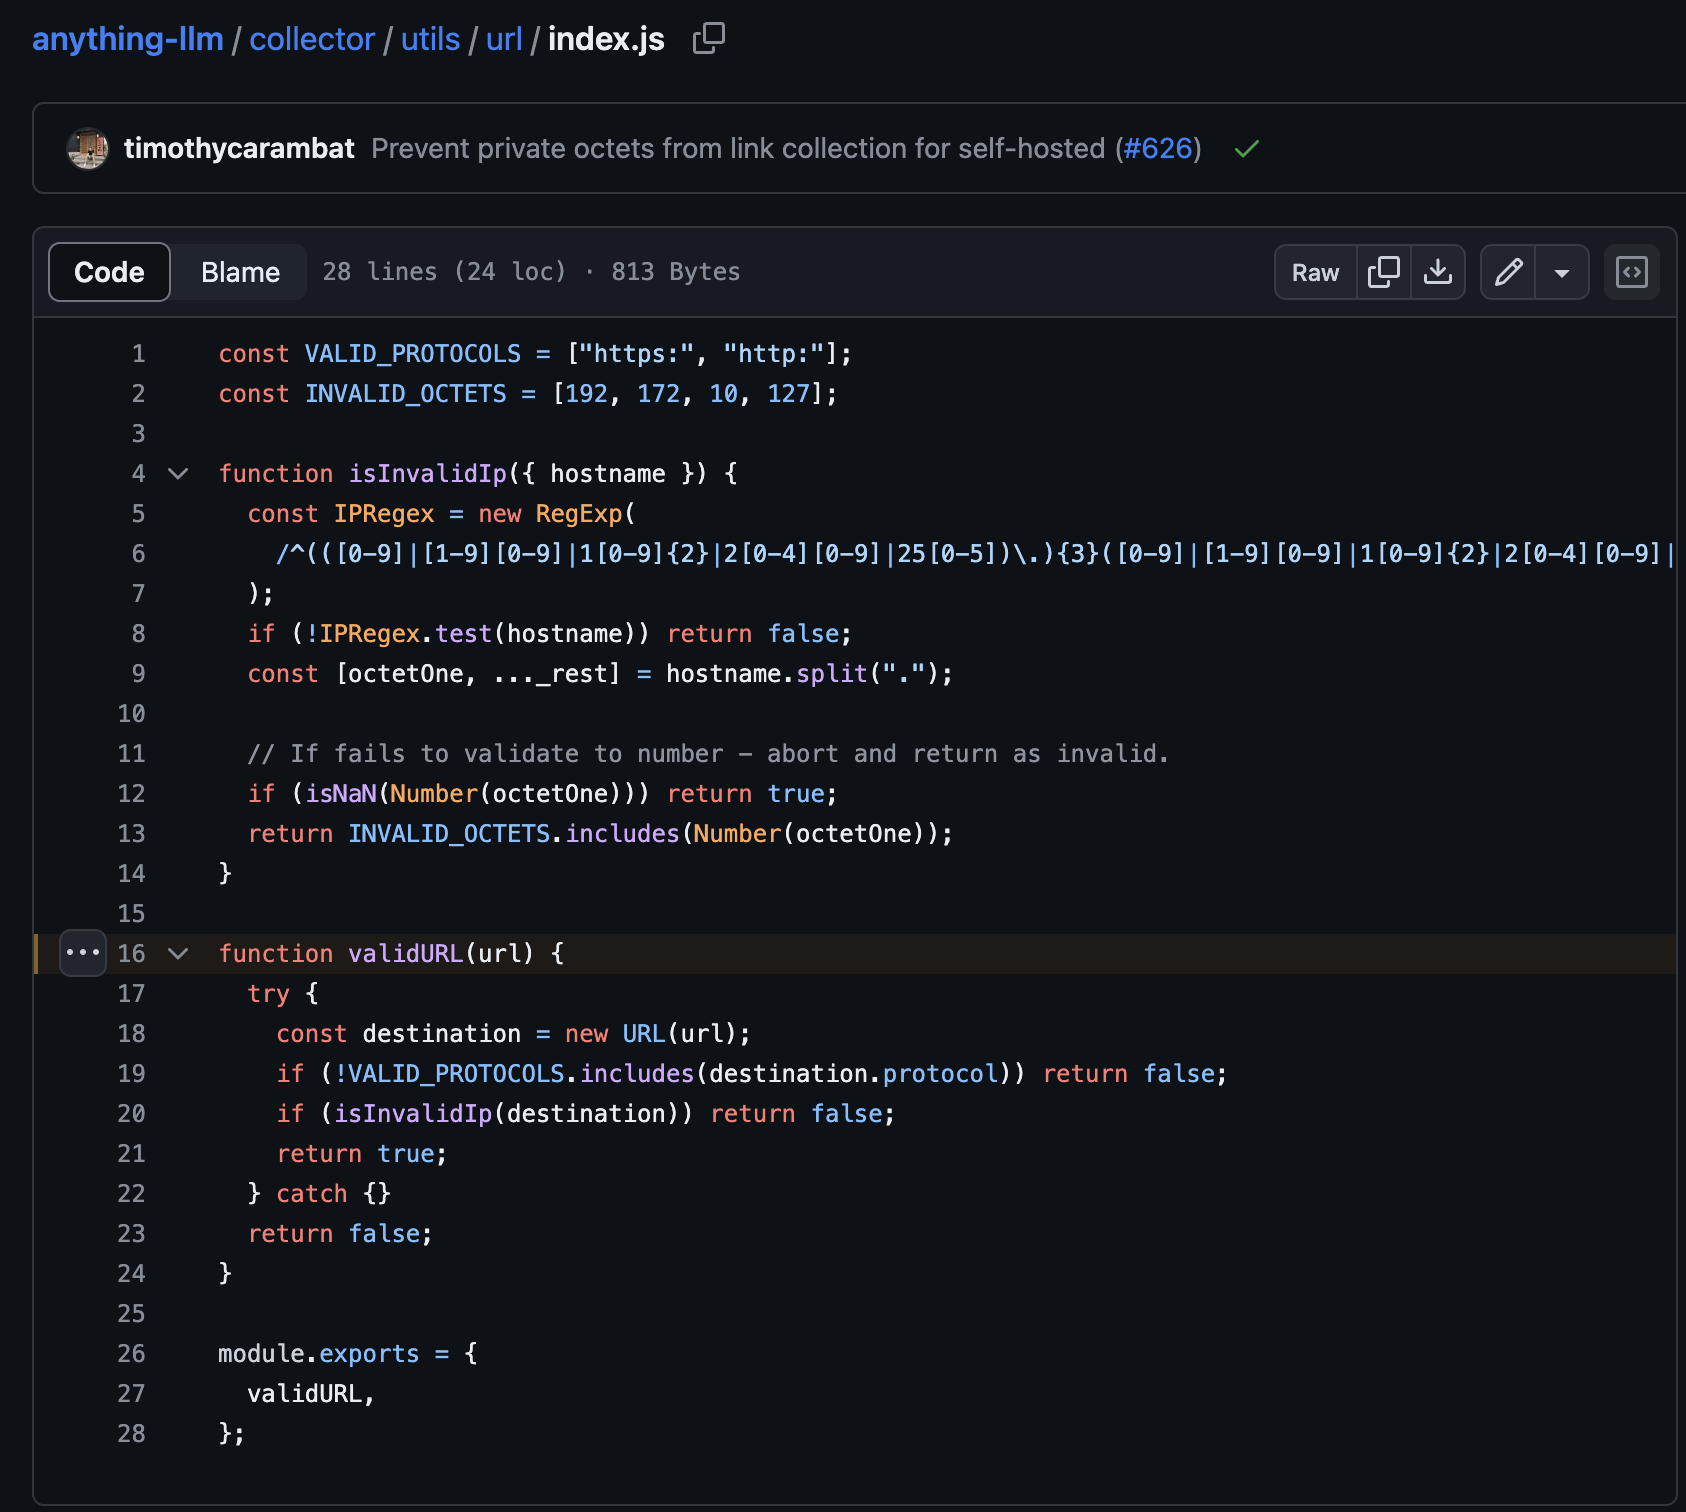 anything-llm / collector / utils / url / index.js
timothycarambat Prevent private octets from link collection for self-hosted (#626)
Code Blame 28 lines (24 loc) · 813 Bytes Raw
1 const VALID_PROTOCOLS = ["https:", "http:"];
2 const INVALID_OCTETS = [192, 172, 10, 127];
3
4 function isInvalidIp({ hostname }) {
5   const IPRegex = new RegExp(
6     /^(([0-9]|[1-9][0-9]|1[0-9]{2}|2[0-4][0-9]|25[0-5])\.){3}([0-9]|[1-9][0-9]|1[0-9]{2}|2[0-4][0-9]|
7   );
8   if (!IPRegex.test(hostname)) return false;
9   const [octetOne, ..._rest] = hostname.split(".");
10
11   // If fails to validate to number - abort and return as invalid.
12   if (isNaN(Number(octetOne))) return true;
13   return INVALID_OCTETS.includes(Number(octetOne));
14 }
15
16 function validURL(url) {
17   try {
18     const destination = new URL(url);
19     if (!VALID_PROTOCOLS.includes(destination.protocol)) return false;
20     if (isInvalidIp(destination)) return false;
21     return true;
22   } catch {}
23   return false;
24 }
25
26 module.exports = {
27   validURL,
28 };